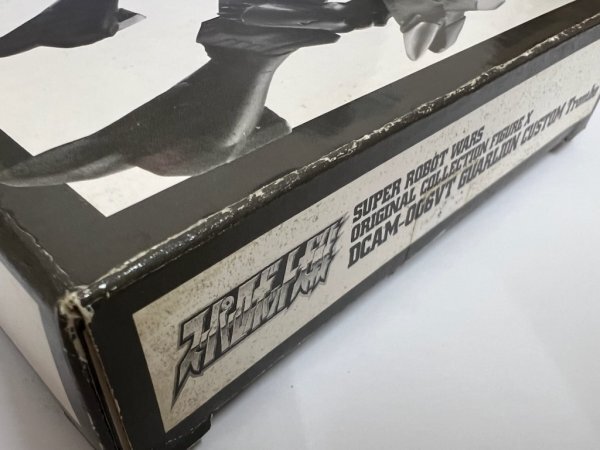 スーパーロボット大戦
SUPER ROBOT WARS
ORIGINAL COLLECTION FIGURE X
DCAM-006VT GUARLION CUSTOM